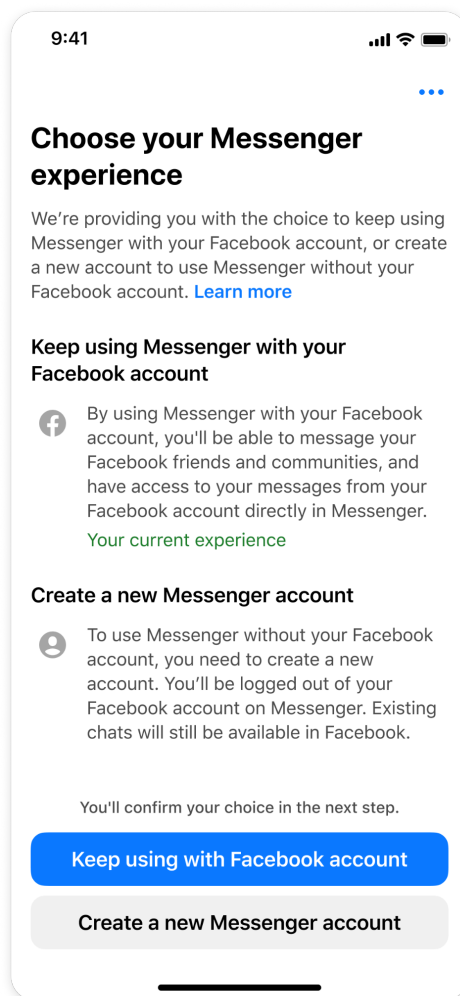 9:41
Choose your Messenger
experience
We’re providing you with the choice to keep using
Messenger with your Facebook account, or create
a new account to use Messenger without your
Facebook account. Learn more
Keep using Messenger with your
Facebook account
By using Messenger with your Facebook
account, you'll be able to message your
Facebook friends and communities, and
have access to your messages from your
Facebook account directly in Messenger.
Your current experience
Create a new Messenger account
To use Messenger without your Facebook
account, you need to create a new
account. You’ll be logged out of your
Facebook account on Messenger. Existing
chats will still be available in Facebook.
You'll confirm your choice in the next step.
Keep using with Facebook account
Create a new Messenger account